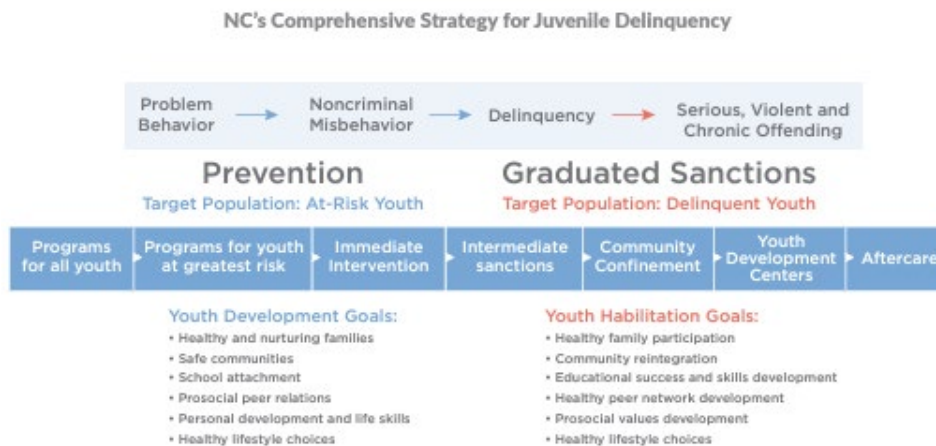 NC's Comprehensive Strategy for Juvenile Delinquency
Problem
Behavior
Noncriminal
Misbehavior
Delinquency
Serious, Violent and
Chronic Offending
Prevention
Target Population: At-Risk Youth
Graduated Sanctions
Target Population: Delinquent Youth
Programs
for all youth
Programs for youth
at greatest risk
Immediate
Intervention
Intermediate
sanctions
Community
Confinement
Youth
Development
Centers
Aftercare
Youth Development Goals:
• Healthy and nurturing families
• Safe communities
• School attachment
• Prosocial peer relations
• Personal development and life skills
• Healthy lifestyle choices
Youth Habilitation Goals:
• Healthy family participation
• Community reintegration
• Educational success and skills development
• Healthy peer network development
• Prosocial values development
• Healthy lifestyle choices